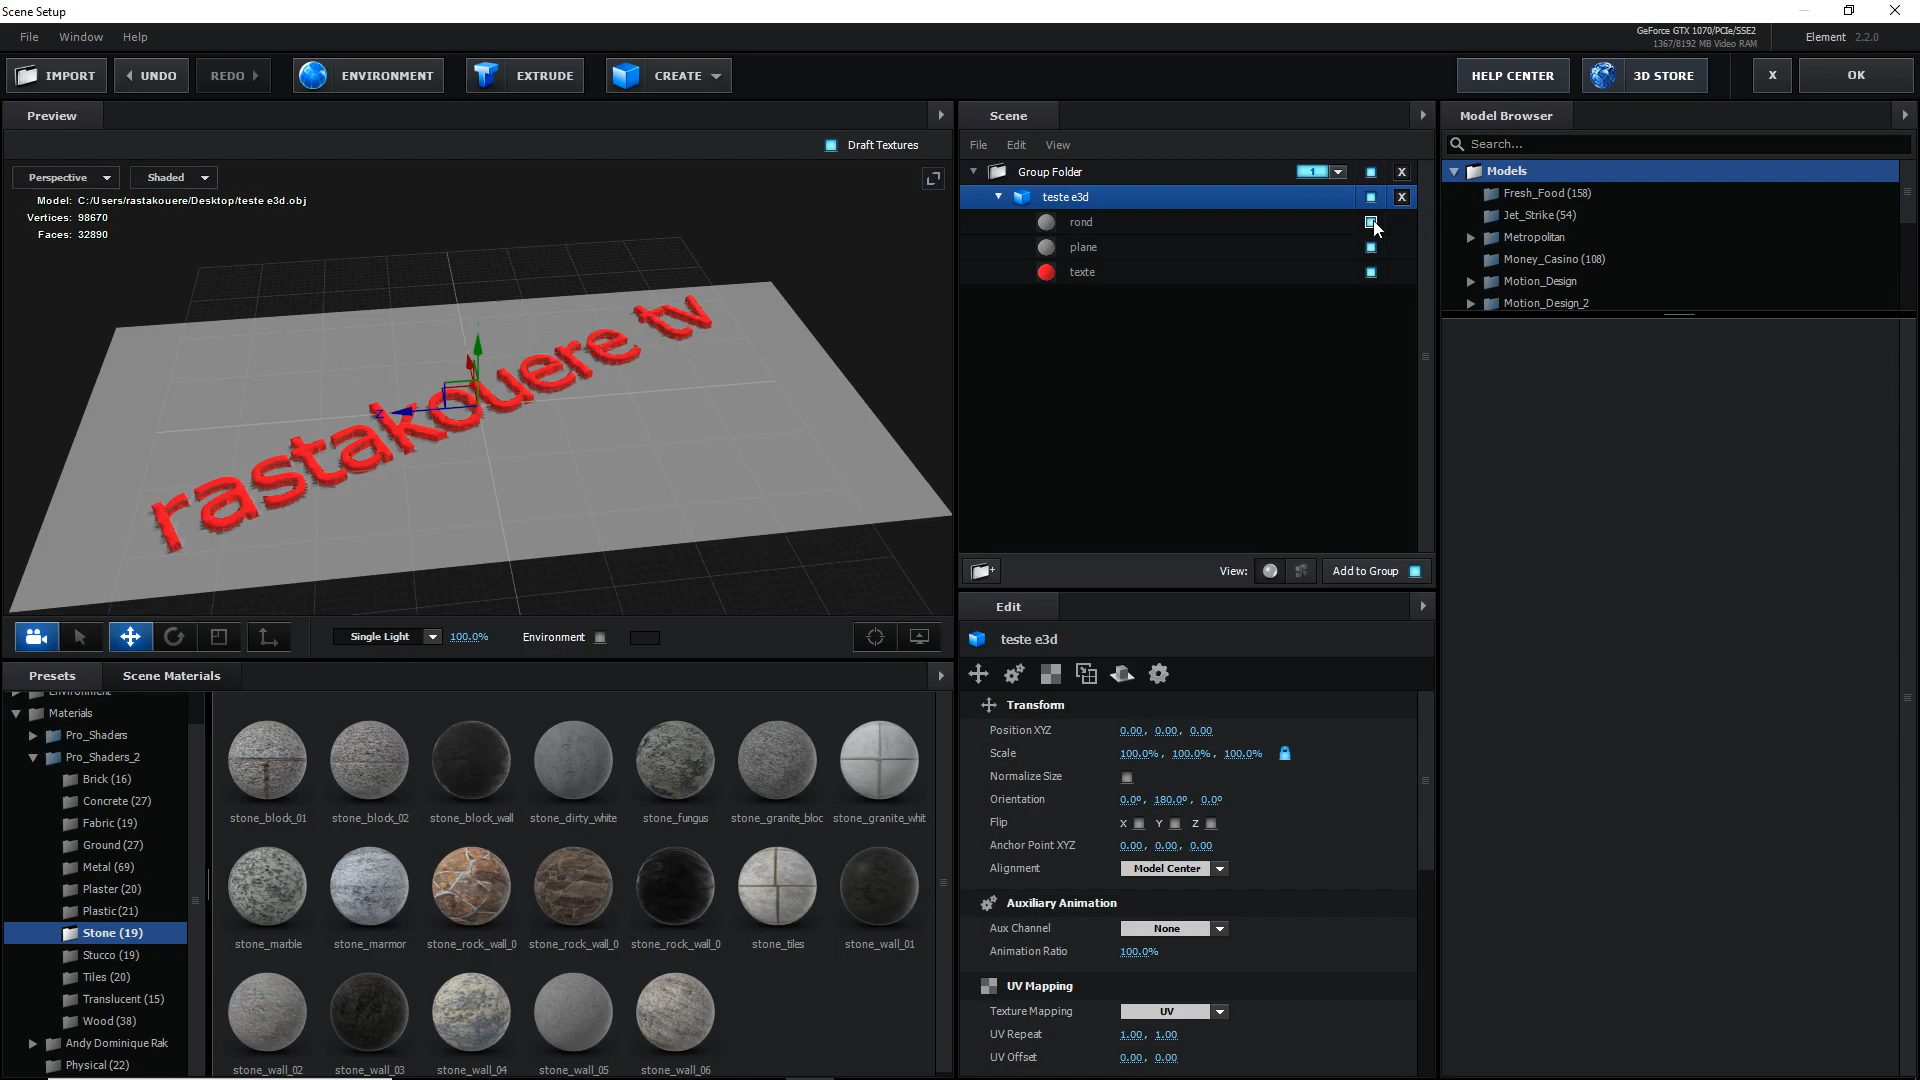 Scene Setup
File Window Help
GeForce GTX 1070/PCIe/SSE2
1367/8192 MB Video RAM
Element 2.2.0
IMPORT UNDO REDO ENVIRONMENT EXTRUDE CREATE HELP CENTER 3D STORE X OK
Preview
Draft Textures
Perspective Shaded
Model: C:/Users/rastakouere/Desktop/teste e3d.obj
Vertices: 98670
Faces: 32890
rastakouere tv
Z
Single Light 100.0% Environment
Scene
File Edit View
Group Folder 1 X
teste e3d X
rond
plane
texte
View: Add to Group
Model Browser
Search...
Models
Fresh_Food (158)
Jet_Strike (54)
Metropolitan
Money_Casino (108)
Motion_Design
Motion_Design_2
Presets Scene Materials
Environment
Materials
Pro_Shaders
Pro_Shaders_2
Brick (16)
Concrete (27)
Fabric (19)
Ground (27)
Metal (69)
Plaster (20)
Plastic (21)
Stone (19)
Stucco (19)
Tiles (20)
Translucent (15)
Wood (38)
Andy Dominique Rak
Physical (22)
stone_block_01 stone_block_02 stone_block_wall stone_dirty_white stone_fungus stone_granite_bloc stone_granite_whit
stone_marble stone_marmor stone_rock_wall_0 stone_rock_wall_0 stone_rock_wall_0 stone_tiles stone_wall_01
stone_wall_02 stone_wall_03 stone_wall_04 stone_wall_05 stone_wall_06
Edit
teste e3d
Transform
Position XYZ 0.00, 0.00, 0.00
Scale 100.0%, 100.0%, 100.0%
Normalize Size
Orientation 0.0º, 180.0º, 0.0º
Flip X Y Z
Anchor Point XYZ 0.00, 0.00, 0.00
Alignment Model Center
Auxiliary Animation
Aux Channel None
Animation Ratio 100.0%
UV Mapping
Texture Mapping UV
UV Repeat 1.00, 1.00
UV Offset 0.00, 0.00